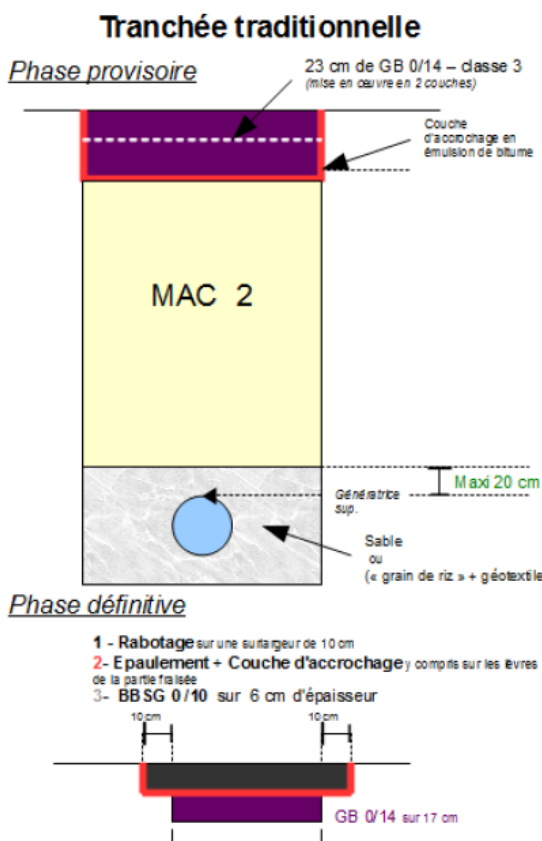 Tranchée traditionnelle
Phase provisoire
23 cm de GB 0/14 – classe 3
(mise en œuvre en 2 couches)
Couche
d'accrochage en
émulsion de bitume
MAC 2
Maxi 20 cm
Génératrice
sup.
Sable
ou
(« grain de riz » + géotextile
Phase définitive
1 - Rabotage sur une surlargeur de 10 cm
2- Epaulement + Couche d'accrochage y compris sur les lèvres
de la partie fraisée
3- BBSG 0/10 sur 6 cm d'épaisseur
10 cm
10 cm
GB 0/14 sur 17 cm